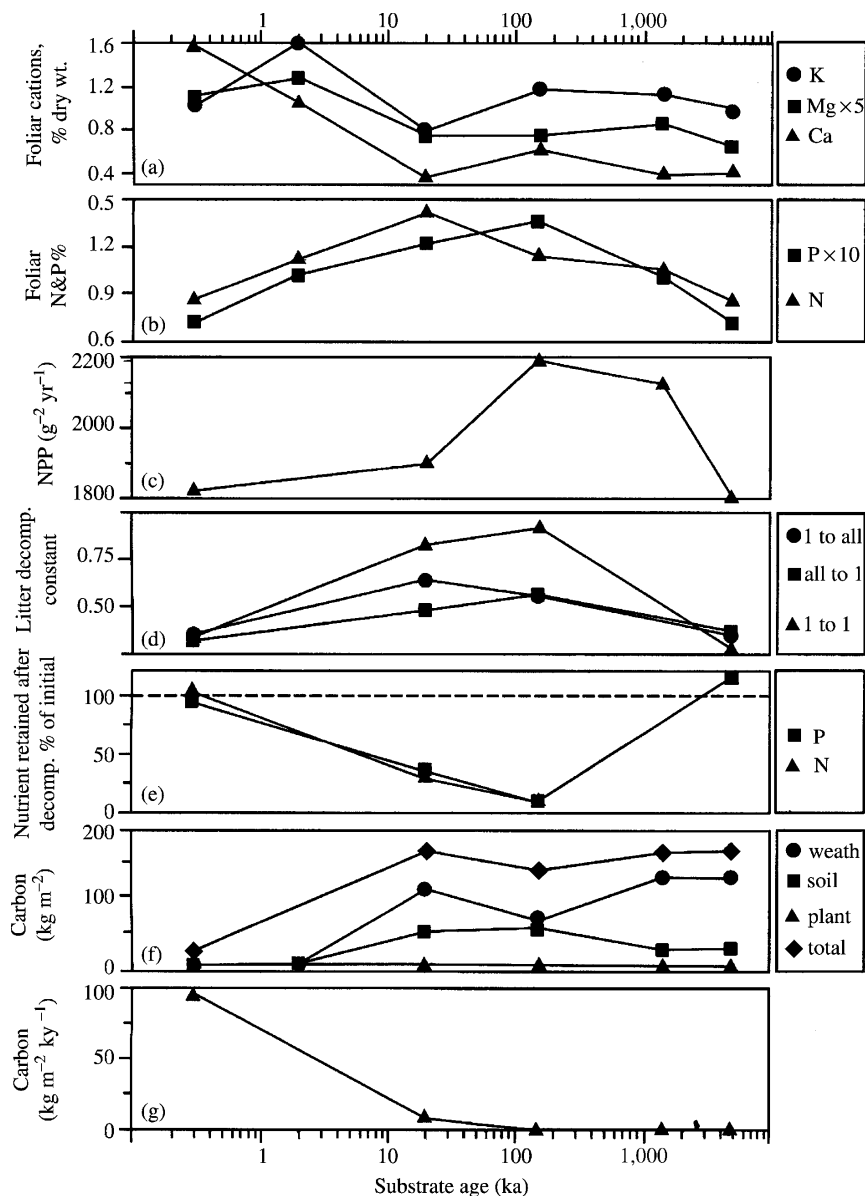 1 10 100 1,000
1.6
1.2
0.8
0.4
Foliar cations,
% dry wt.
(a)
K
Mg×5
Ca
0.5
1.2
0.9
0.6
Foliar
N&P%
(b)
P×10
N
2200
2000
1800
NPP (g⁻² yr⁻¹)
(c)
0.75
0.50
Litter decomp.
constant
(d)
1 to all
all to 1
1 to 1
100
50
0
Nutrient retained after
decomp. % of initial
(e)
P
N
200
100
0
Carbon
(kg m⁻²)
(f)
weath
soil
plant
total
100
50
0
Carbon
(kg m⁻² ky⁻¹)
(g)
1 10 100 1,000
Substrate age (ka)